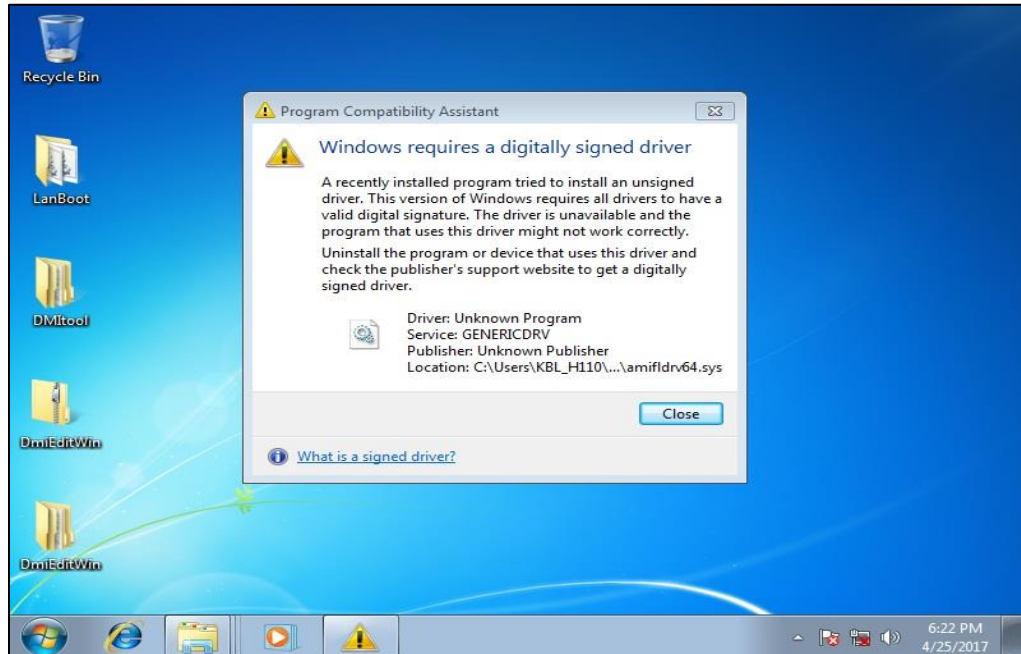 Recycle Bin
LanBoot
DMItool
DmiEditWin
DmiEditWin
Program Compatibility Assistant
Windows requires a digitally signed driver
A recently installed program tried to install an unsigned
driver. This version of Windows requires all drivers to have a
valid digital signature. The driver is unavailable and the
program that uses this driver might not work correctly.
Uninstall the program or device that uses this driver and
check the publisher's support website to get a digitally
signed driver.
Driver: Unknown Program
Service: GENERICDRV
Publisher: Unknown Publisher
Location: C:\Users\KBL_H110\...\amifldrv64.sys
Close
What is a signed driver?
6:22 PM
4/25/2017